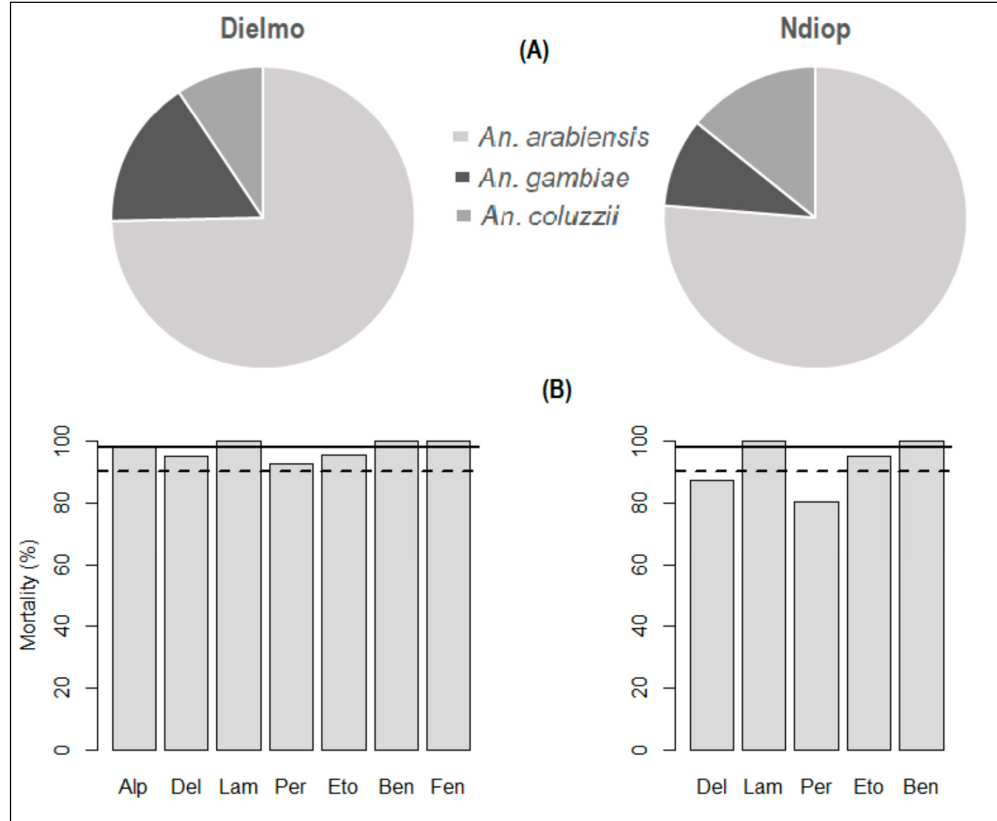 Dielmo
(A)
Ndiop
An. arabiensis
An. gambiae
An. coluzzii
(B)
Mortality (%)
100
80
60
40
20
0
Alp Del Lam Per Eto Ben Fen
100
80
60
40
20
0
Del Lam Per Eto Ben